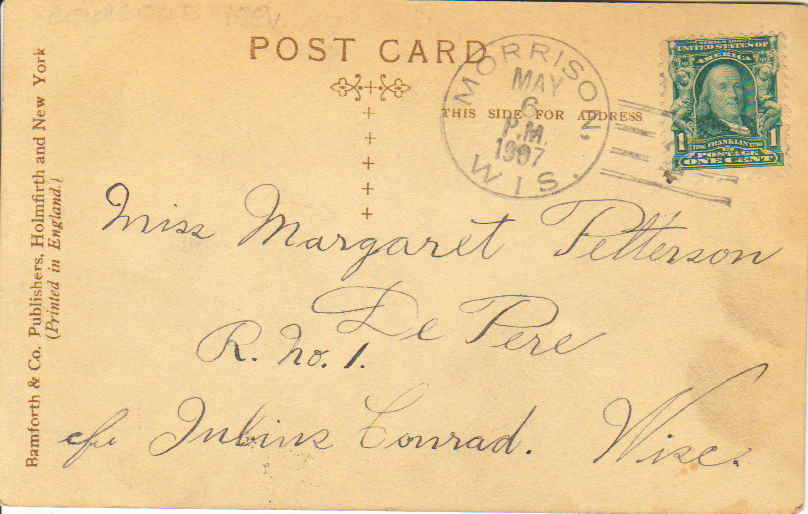 POST CARD
THIS SIDE FOR ADDRESS
MORRISON,
MAY
6
P.M.
1907
WIS.
UNITED STATES OF
AMERICA
1 FRANKLIN 1
POSTAGE
ONE CENT
Bamforth & Co. Publishers, Holmfirth and New York
(Printed in England.)
Miss Margaret Petterson
De Pere
R. No. 1.
c/o Julius Conrad. Wisc.